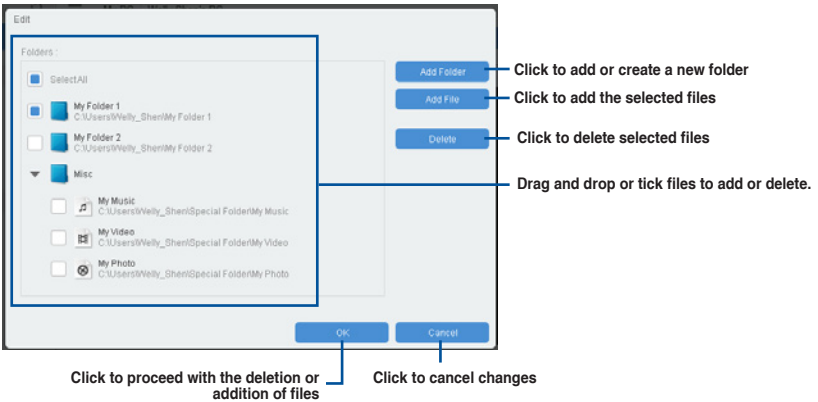 Edit
Folders :
SelectAll
My Folder 1
C:\Users\Welly_Shen\My Folder 1
My Folder 2
C:\Users\Welly_Shen\My Folder 2
Misc
My Music
C:\Users\Welly_Shen\Special Folder\My Music
My Video
C:\Users\Welly_Shen\Special Folder\My Video
My Photo
C:\Users\Welly_Shen\Special Folder\My Photo
Add Folder
Add File
Delete
OK
Cancel
Click to add or create a new folder
Click to add the selected files
Click to delete selected files
Drag and drop or tick files to add or delete.
Click to proceed with the deletion or
addition of files
Click to cancel changes